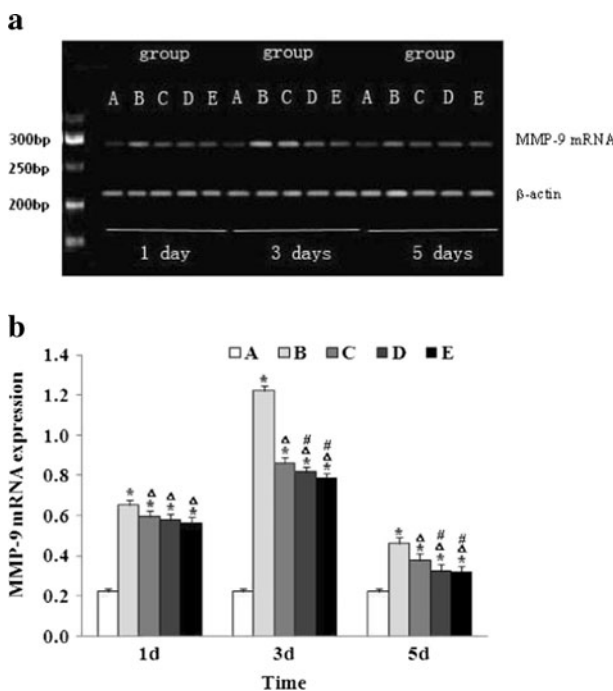 a
group group group
A B C D E A B C D E A B C D E
300bp
MMP-9 mRNA
250bp
200bp
β-actin
1 day 3 days 5 days
b
A B C D E
1.4
1.2
1.0
0.8
0.6
0.4
0.2
0.0
MMP-9 mRNA expression
* Δ * Δ * Δ *
* Δ * # Δ * # Δ *
* Δ * # Δ * # Δ *
1d 3d 5d
Time